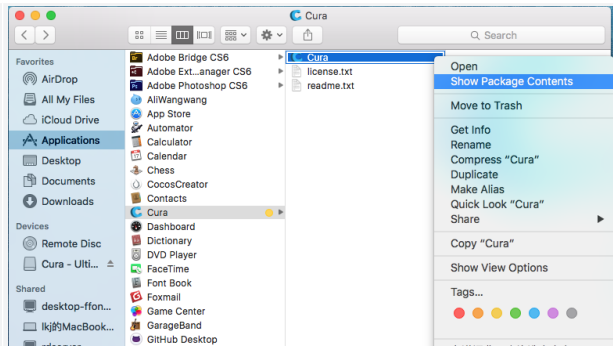 Cura
Search
Favorites
AirDrop
All My Files
iCloud Drive
Applications
Desktop
Documents
Downloads
Devices
Remote Disc
Cura - Ulti...
Shared
desktop-ffon...
lkj的MacBook...
Adobe Bridge CS6
Adobe Ext...anager CS6
Adobe Photoshop CS6
AliWangwang
App Store
Automator
Calculator
Calendar
Chess
CocosCreator
Contacts
Cura
Dashboard
Dictionary
DVD Player
FaceTime
Font Book
Foxmail
Game Center
GarageBand
GitHub Desktop
Cura
license.txt
readme.txt
Open
Show Package Contents
Move to Trash
Get Info
Rename
Compress “Cura”
Duplicate
Make Alias
Quick Look “Cura”
Share
Copy “Cura”
Show View Options
Tags...